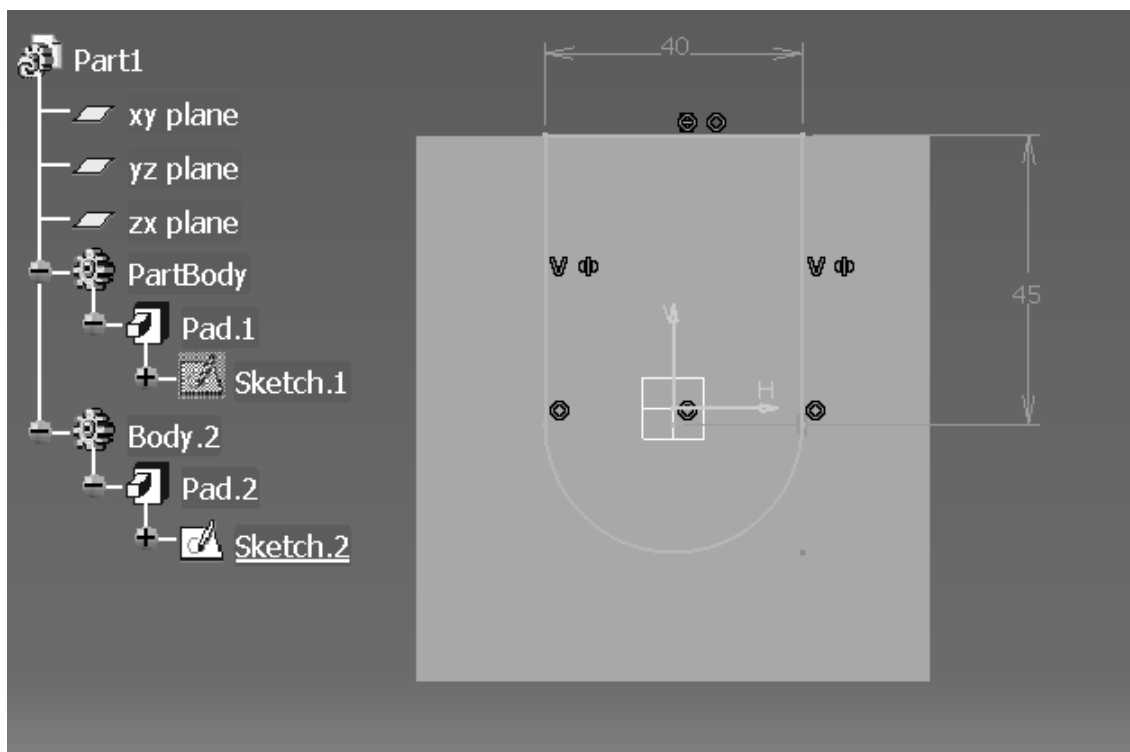 Part1
xy plane
yz plane
zx plane
PartBody
Pad.1
Sketch.1
Body.2
Pad.2
Sketch.2
40
V
V
45
V
H